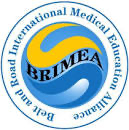 Belt and Road International Medical Education Alliance
BRIMEA